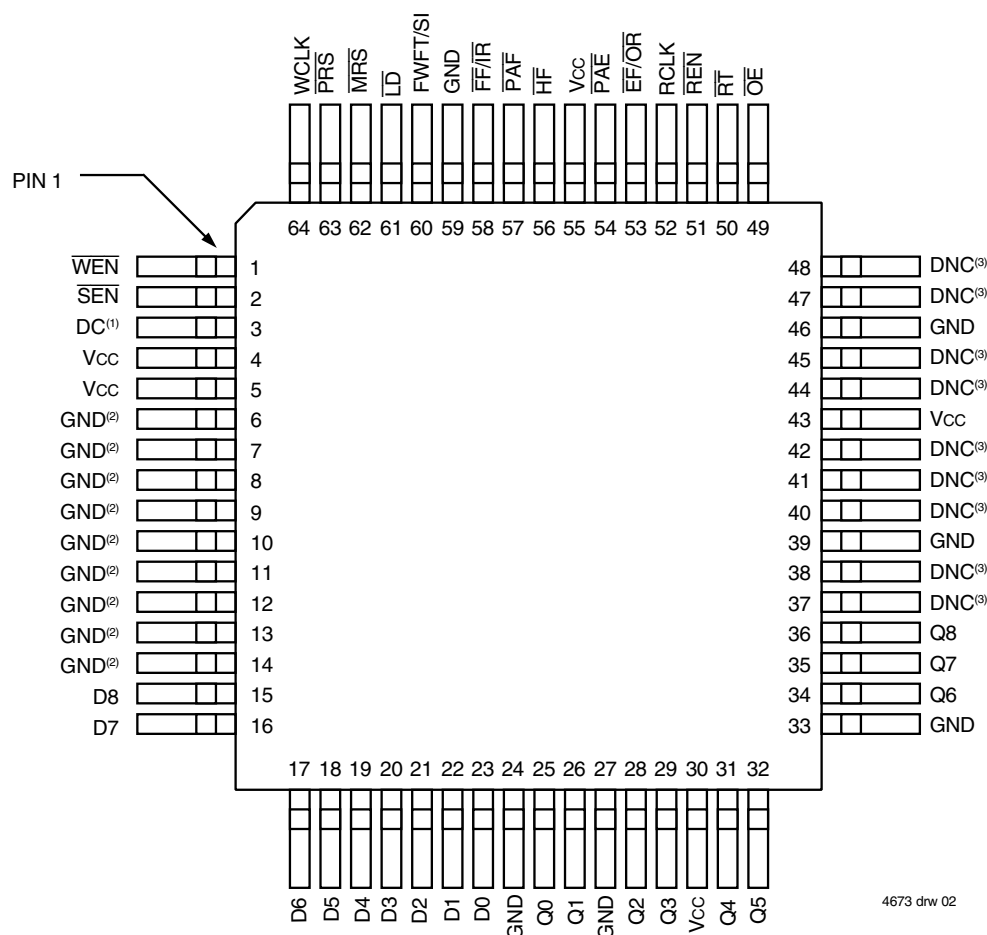 WCLK
PRS
MRS
LD
FWFT/SI
GND
FF/IR
PAF
HF
VCC
PAE
EF/OR
RCLK
REN
RT
OE
PIN 1
64 63 62 61 60 59 58 57 56 55 54 53 52 51 50 49
WEN 1
SEN 2
DC(1) 3
VCC 4
VCC 5
GND(2) 6
GND(2) 7
GND(2) 8
GND(2) 9
GND(2) 10
GND(2) 11
GND(2) 12
GND(2) 13
GND(2) 14
D8 15
D7 16
48 DNC(3)
47 DNC(3)
46 GND
45 DNC(3)
44 DNC(3)
43 VCC
42 DNC(3)
41 DNC(3)
40 DNC(3)
39 GND
38 DNC(3)
37 DNC(3)
36 Q8
35 Q7
34 Q6
33 GND
17 18 19 20 21 22 23 24 25 26 27 28 29 30 31 32
D6
D5
D4
D3
D2
D1
D0
GND
Q0
Q1
GND
Q2
Q3
VCC
Q4
Q5
4673 drw 02